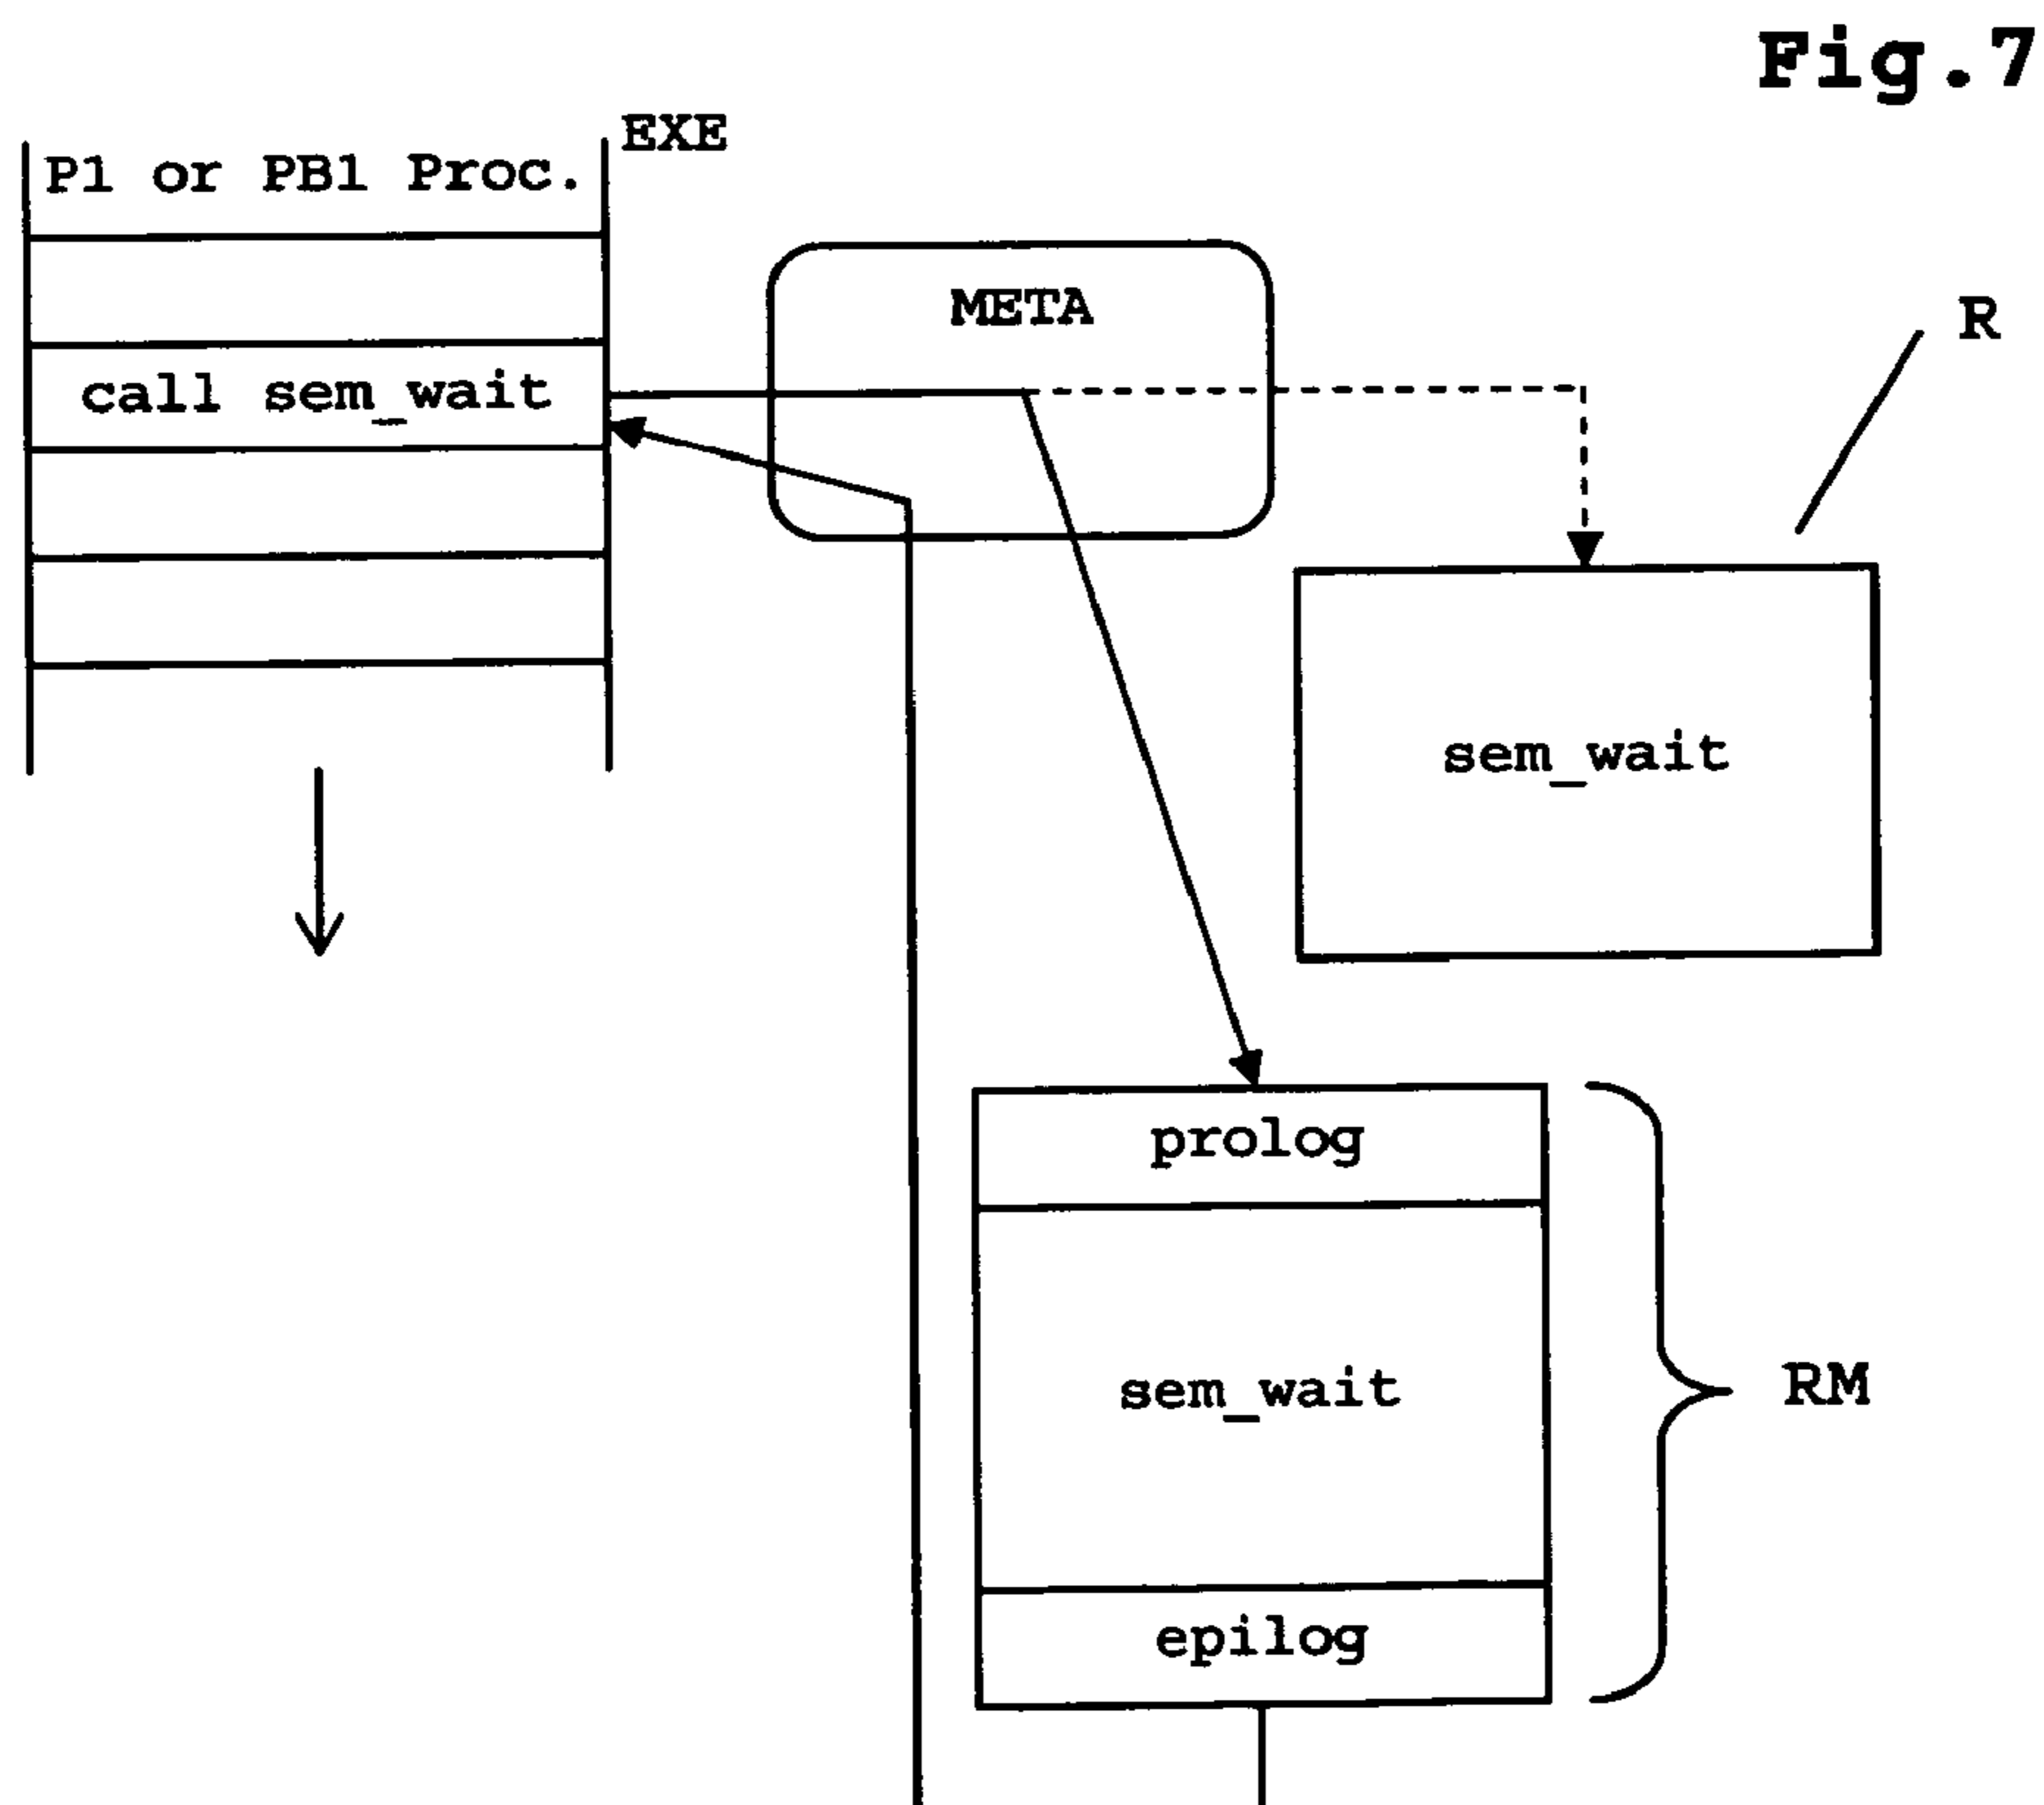 Fig.7
EXE
P1 or PB1 Proc.
META
R
call sem_wait
sem_wait
prolog
sem_wait
RM
epilog